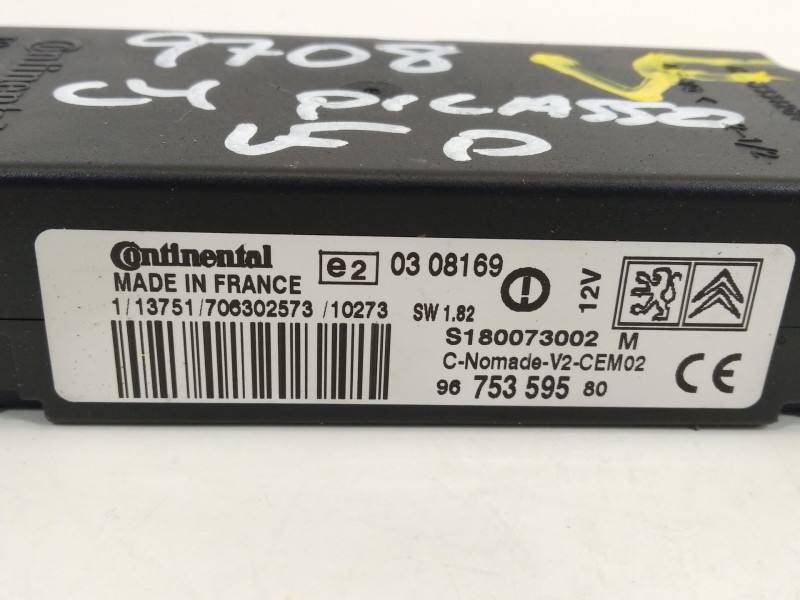 Continental
9708
C4 PICASSO
Continental
MADE IN FRANCE
e2
03 08169
12V
1/13751/706302573 /10273
SW 1.82
S180073002 M
C-Nomade-V2-CEM02
96 753 595 80
CE